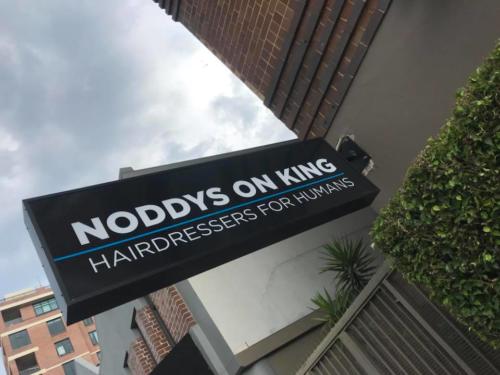 NODDYS ON KING
HAIRDRESSERS FOR HUMANS